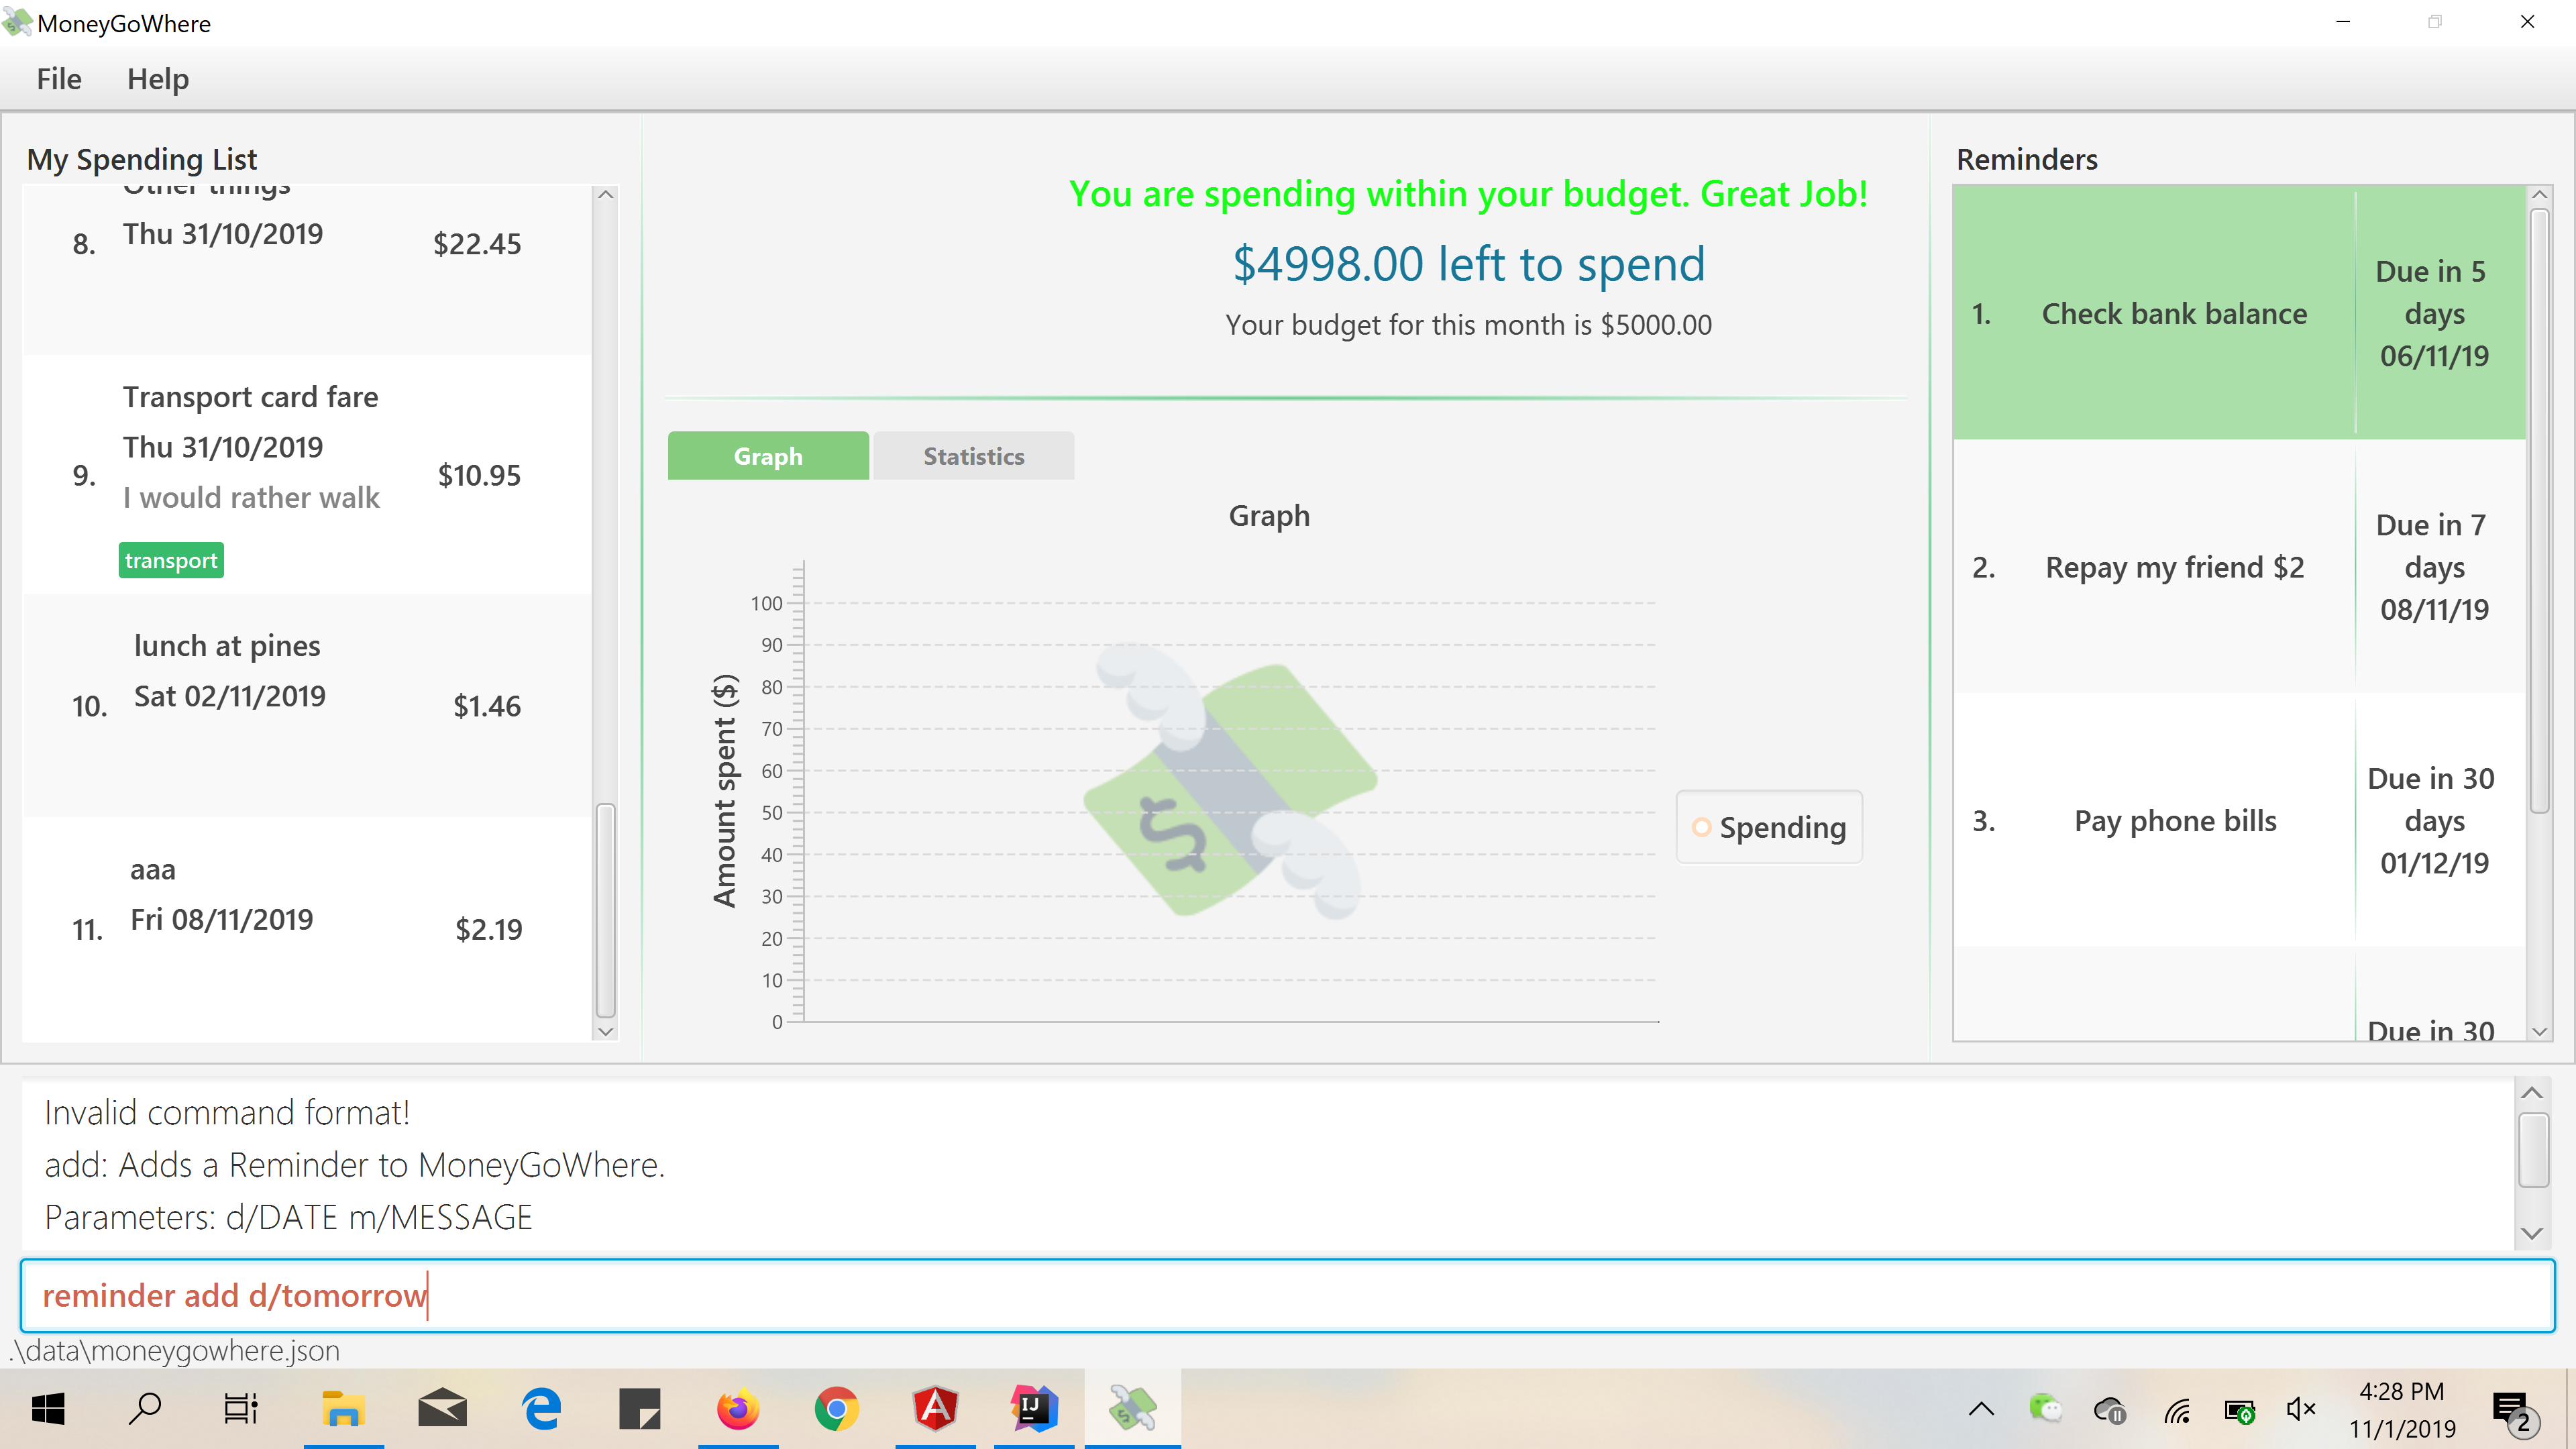 MoneyGoWhere
File Help
My Spending List
Other things
8. Thu 31/10/2019 $22.45
Transport card fare
Thu 31/10/2019
9. $10.95
I would rather walk
transport
lunch at pines
Sat 02/11/2019
10. $1.46
aaa
Fri 08/11/2019
11. $2.19
You are spending within your budget. Great Job!
$4998.00 left to spend
Your budget for this month is $5000.00
Graph Statistics
Graph
Amount spent ($)
100
90
80
70
60
50
40
30
20
10
0
Spending
Reminders
1. Check bank balance
Due in 5
days
06/11/19
2. Repay my friend $2
Due in 7
days
08/11/19
3. Pay phone bills
Due in 30
days
01/12/19
Due in 30
Invalid command format!
add: Adds a Reminder to MoneyGoWhere.
Parameters: d/DATE m/MESSAGE
reminder add d/tomorrow
.\data\moneygowhere.json
4:28 PM
11/1/2019
2